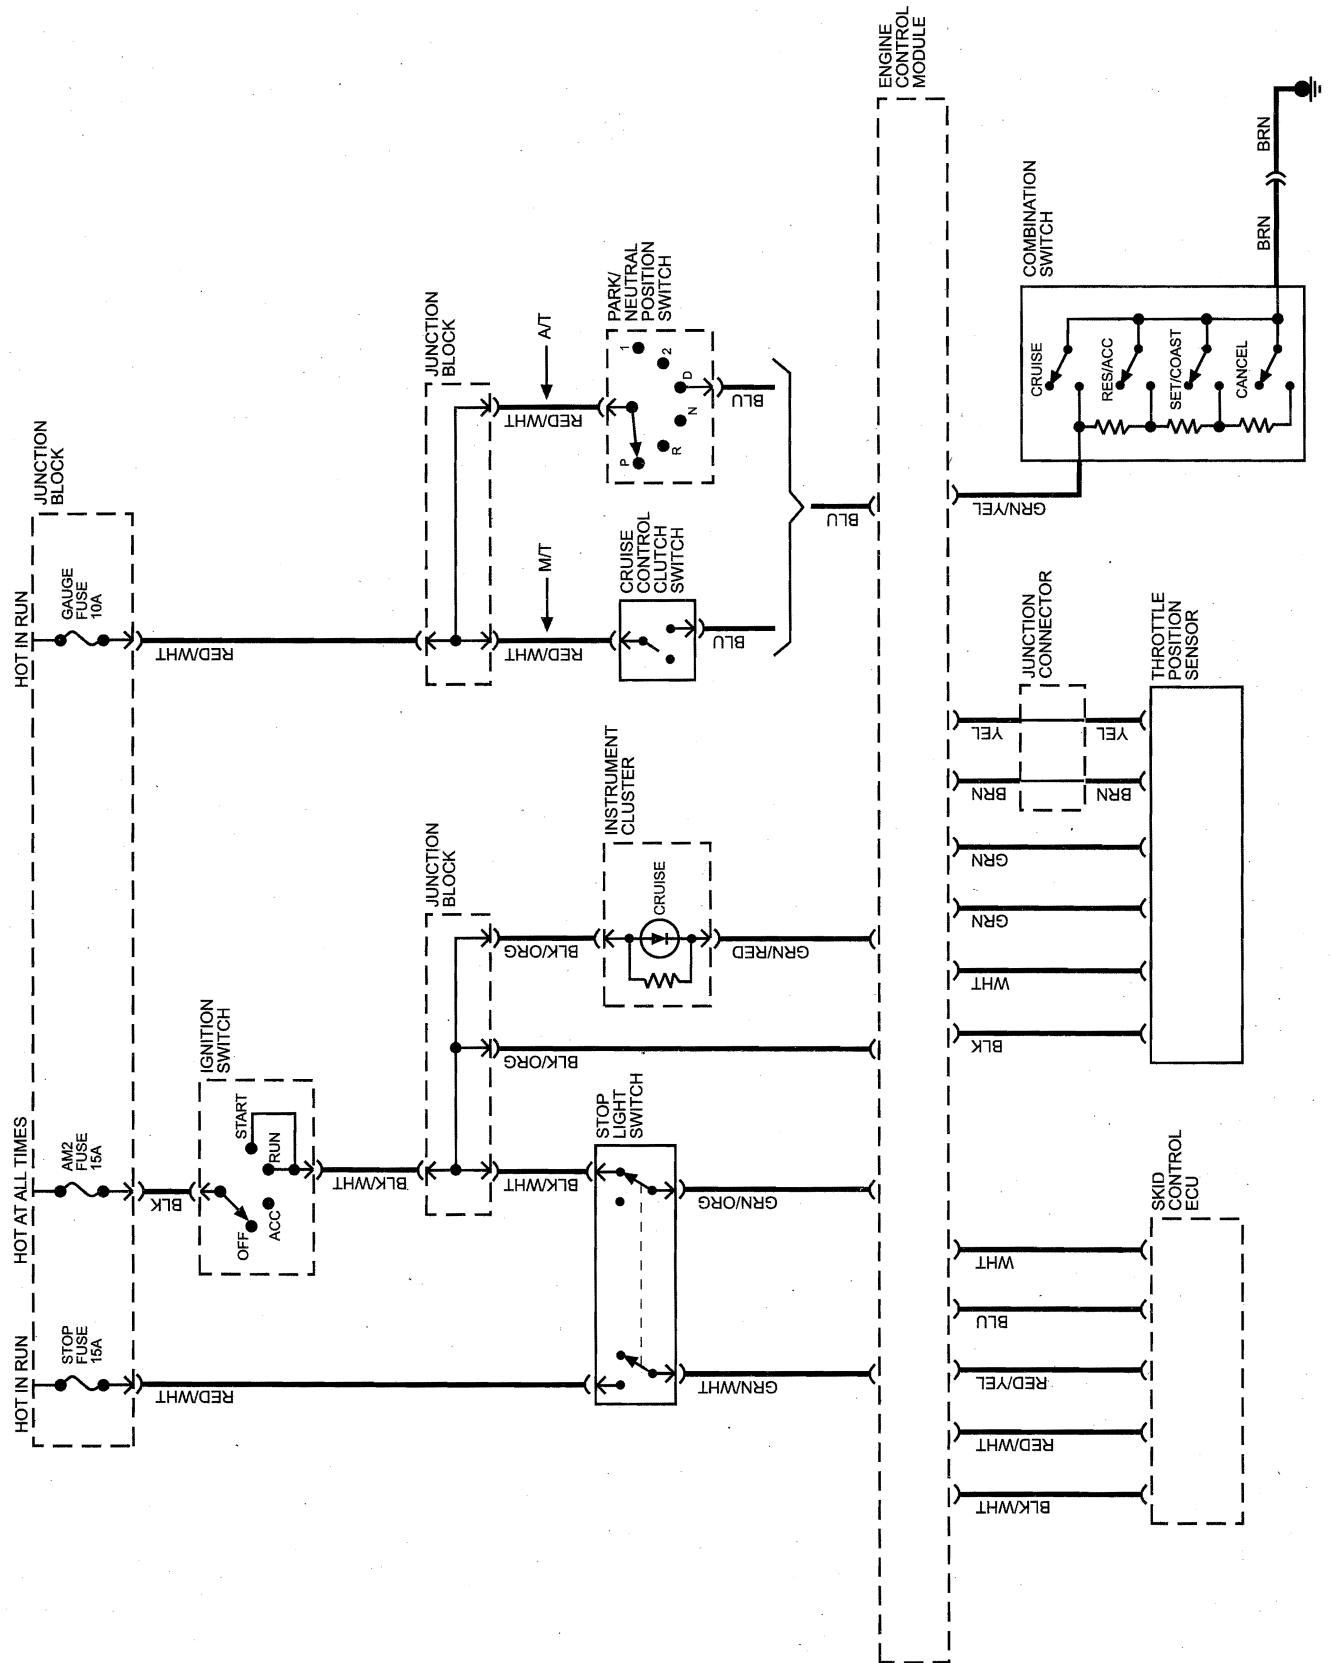 HOT IN RUN
HOT AT ALL TIMES
HOT IN RUN
STOP
FUSE
15A
AM2
FUSE
15A
GAUGE
FUSE
10A
JUNCTION
BLOCK
RED/WHT
BLK
RED/WHT
IGNITION
SWITCH
OFF
ACC
RUN
START
BLK/WHT
JUNCTION
BLOCK
JUNCTION
BLOCK
BLK/WHT
BLK/ORG
BLK/ORG
RED/WHT
M/T
RED/WHT
A/T
STOP
LIGHT
SWITCH
INSTRUMENT
CLUSTER
CRUISE
CRUISE
CONTROL
CLUTCH
SWITCH
PARK/
NEUTRAL
POSITION
SWITCH
P
R
N
D
2
1
GRN/WHT
GRN/ORG
GRN/RED
BLU
BLU
BLU
ENGINE
CONTROL
MODULE
BLK/WHT
RED/WHT
RED/YEL
BLU
WHT
BLK
WHT
GRN
GRN
BRN
YEL
GRN/YEL
JUNCTION
CONNECTOR
BRN
YEL
SKID
CONTROL
ECU
THROTTLE
POSITION
SENSOR
COMBINATION
SWITCH
CRUISE
RES/ACC
SET/COAST
CANCEL
BRN
BRN